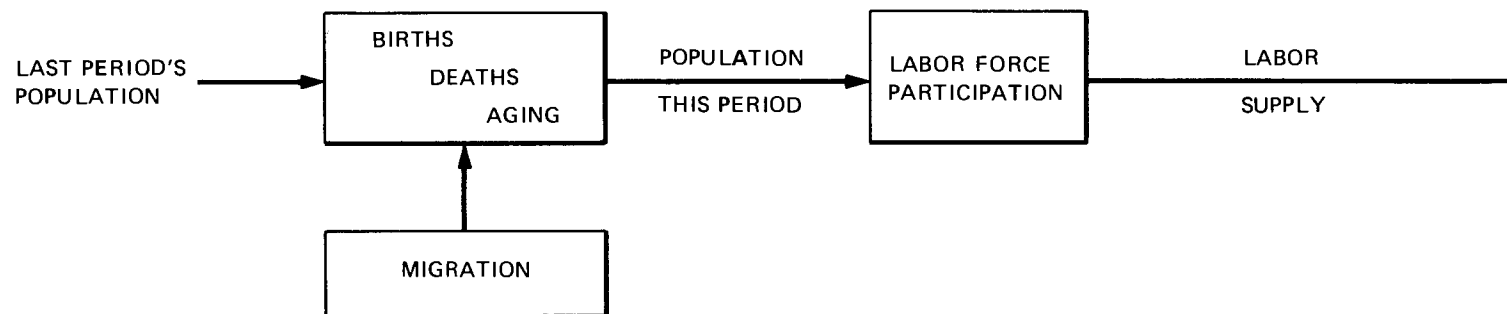 LAST PERIOD'S
POPULATION
BIRTHS
DEATHS
AGING
POPULATION
THIS PERIOD
LABOR FORCE
PARTICIPATION
LABOR
SUPPLY
MIGRATION